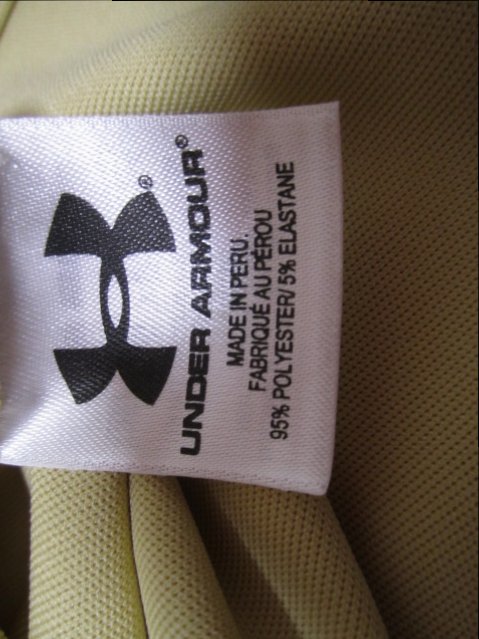 ®
UNDER ARMOUR®
MADE IN PERU.
FABRIQUÉ AU PÉROU
95% POLYESTER/ 5% ELASTANE